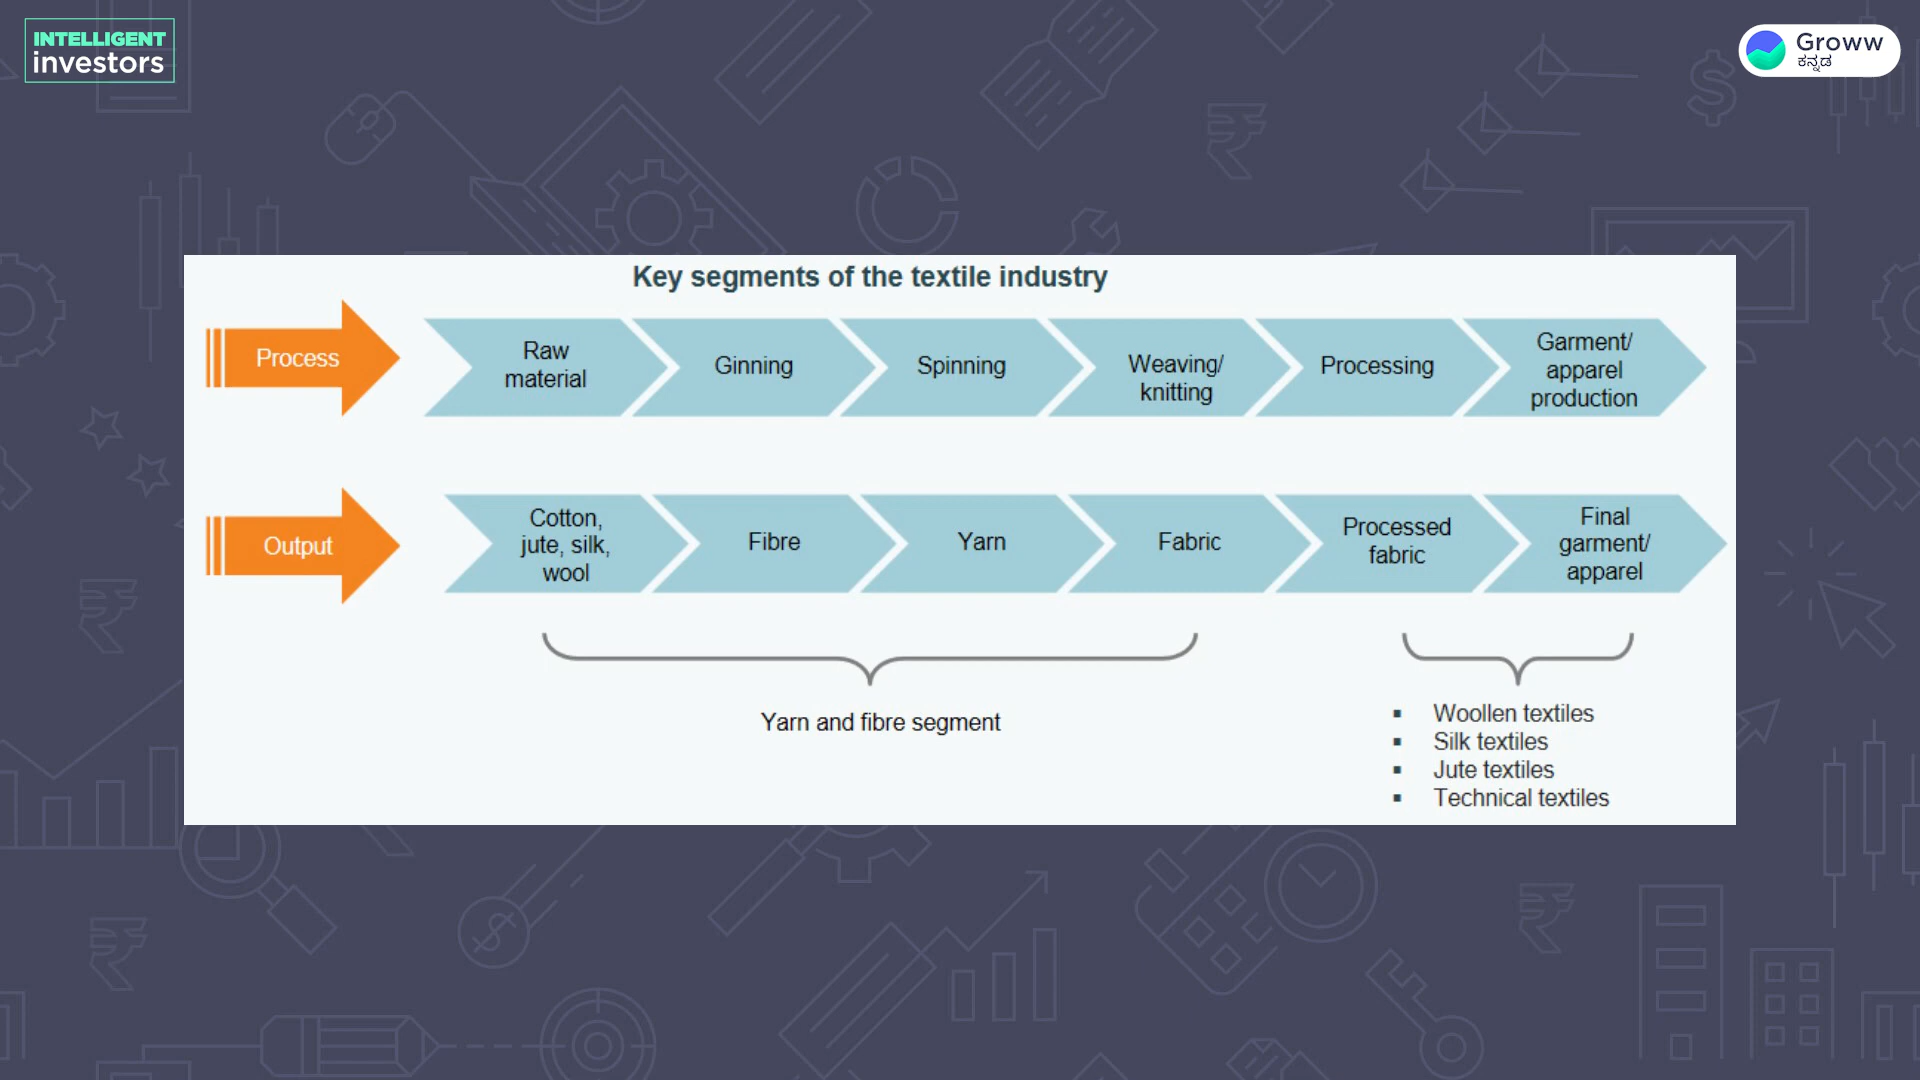 INTELLIGENT
investors
Groww
ಕನ್ನಡ
Key segments of the textile industry
Process
Raw
material
Ginning
Spinning
Weaving/
knitting
Processing
Garment/
apparel
production
Output
Cotton,
jute, silk,
wool
Fibre
Yarn
Fabric
Processed
fabric
Final
garment/
apparel
Yarn and fibre segment
▪ Woollen textiles
▪ Silk textiles
▪ Jute textiles
▪ Technical textiles